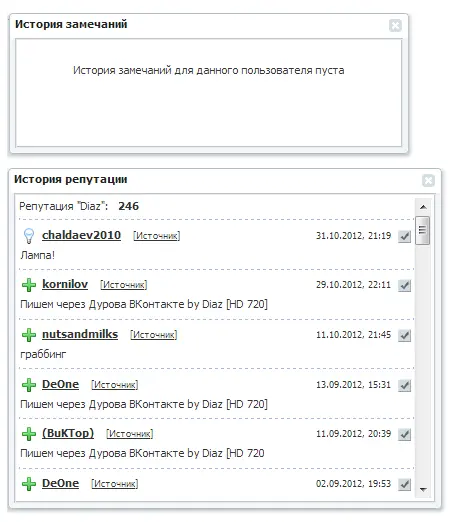 История замечаний
История замечаний для данного пользователя пуста
История репутации
Репутация "Diaz": 246
chaldaev2010 [Источник] 31.10.2012, 21:19
Лампа!
kornilov [Источник] 29.10.2012, 22:11
Пишем через Дурова ВКонтакте by Diaz [HD 720]
nutsandmilks [Источник] 11.10.2012, 21:45
граббинг
DeOne [Источник] 13.09.2012, 15:31
Пишем через Дурова ВКонтакте by Diaz [HD 720]
(BuKTop) [Источник] 11.09.2012, 20:39
Пишем через Дурова ВКонтакте by Diaz [HD 720
DeOne [Источник] 02.09.2012, 19:53